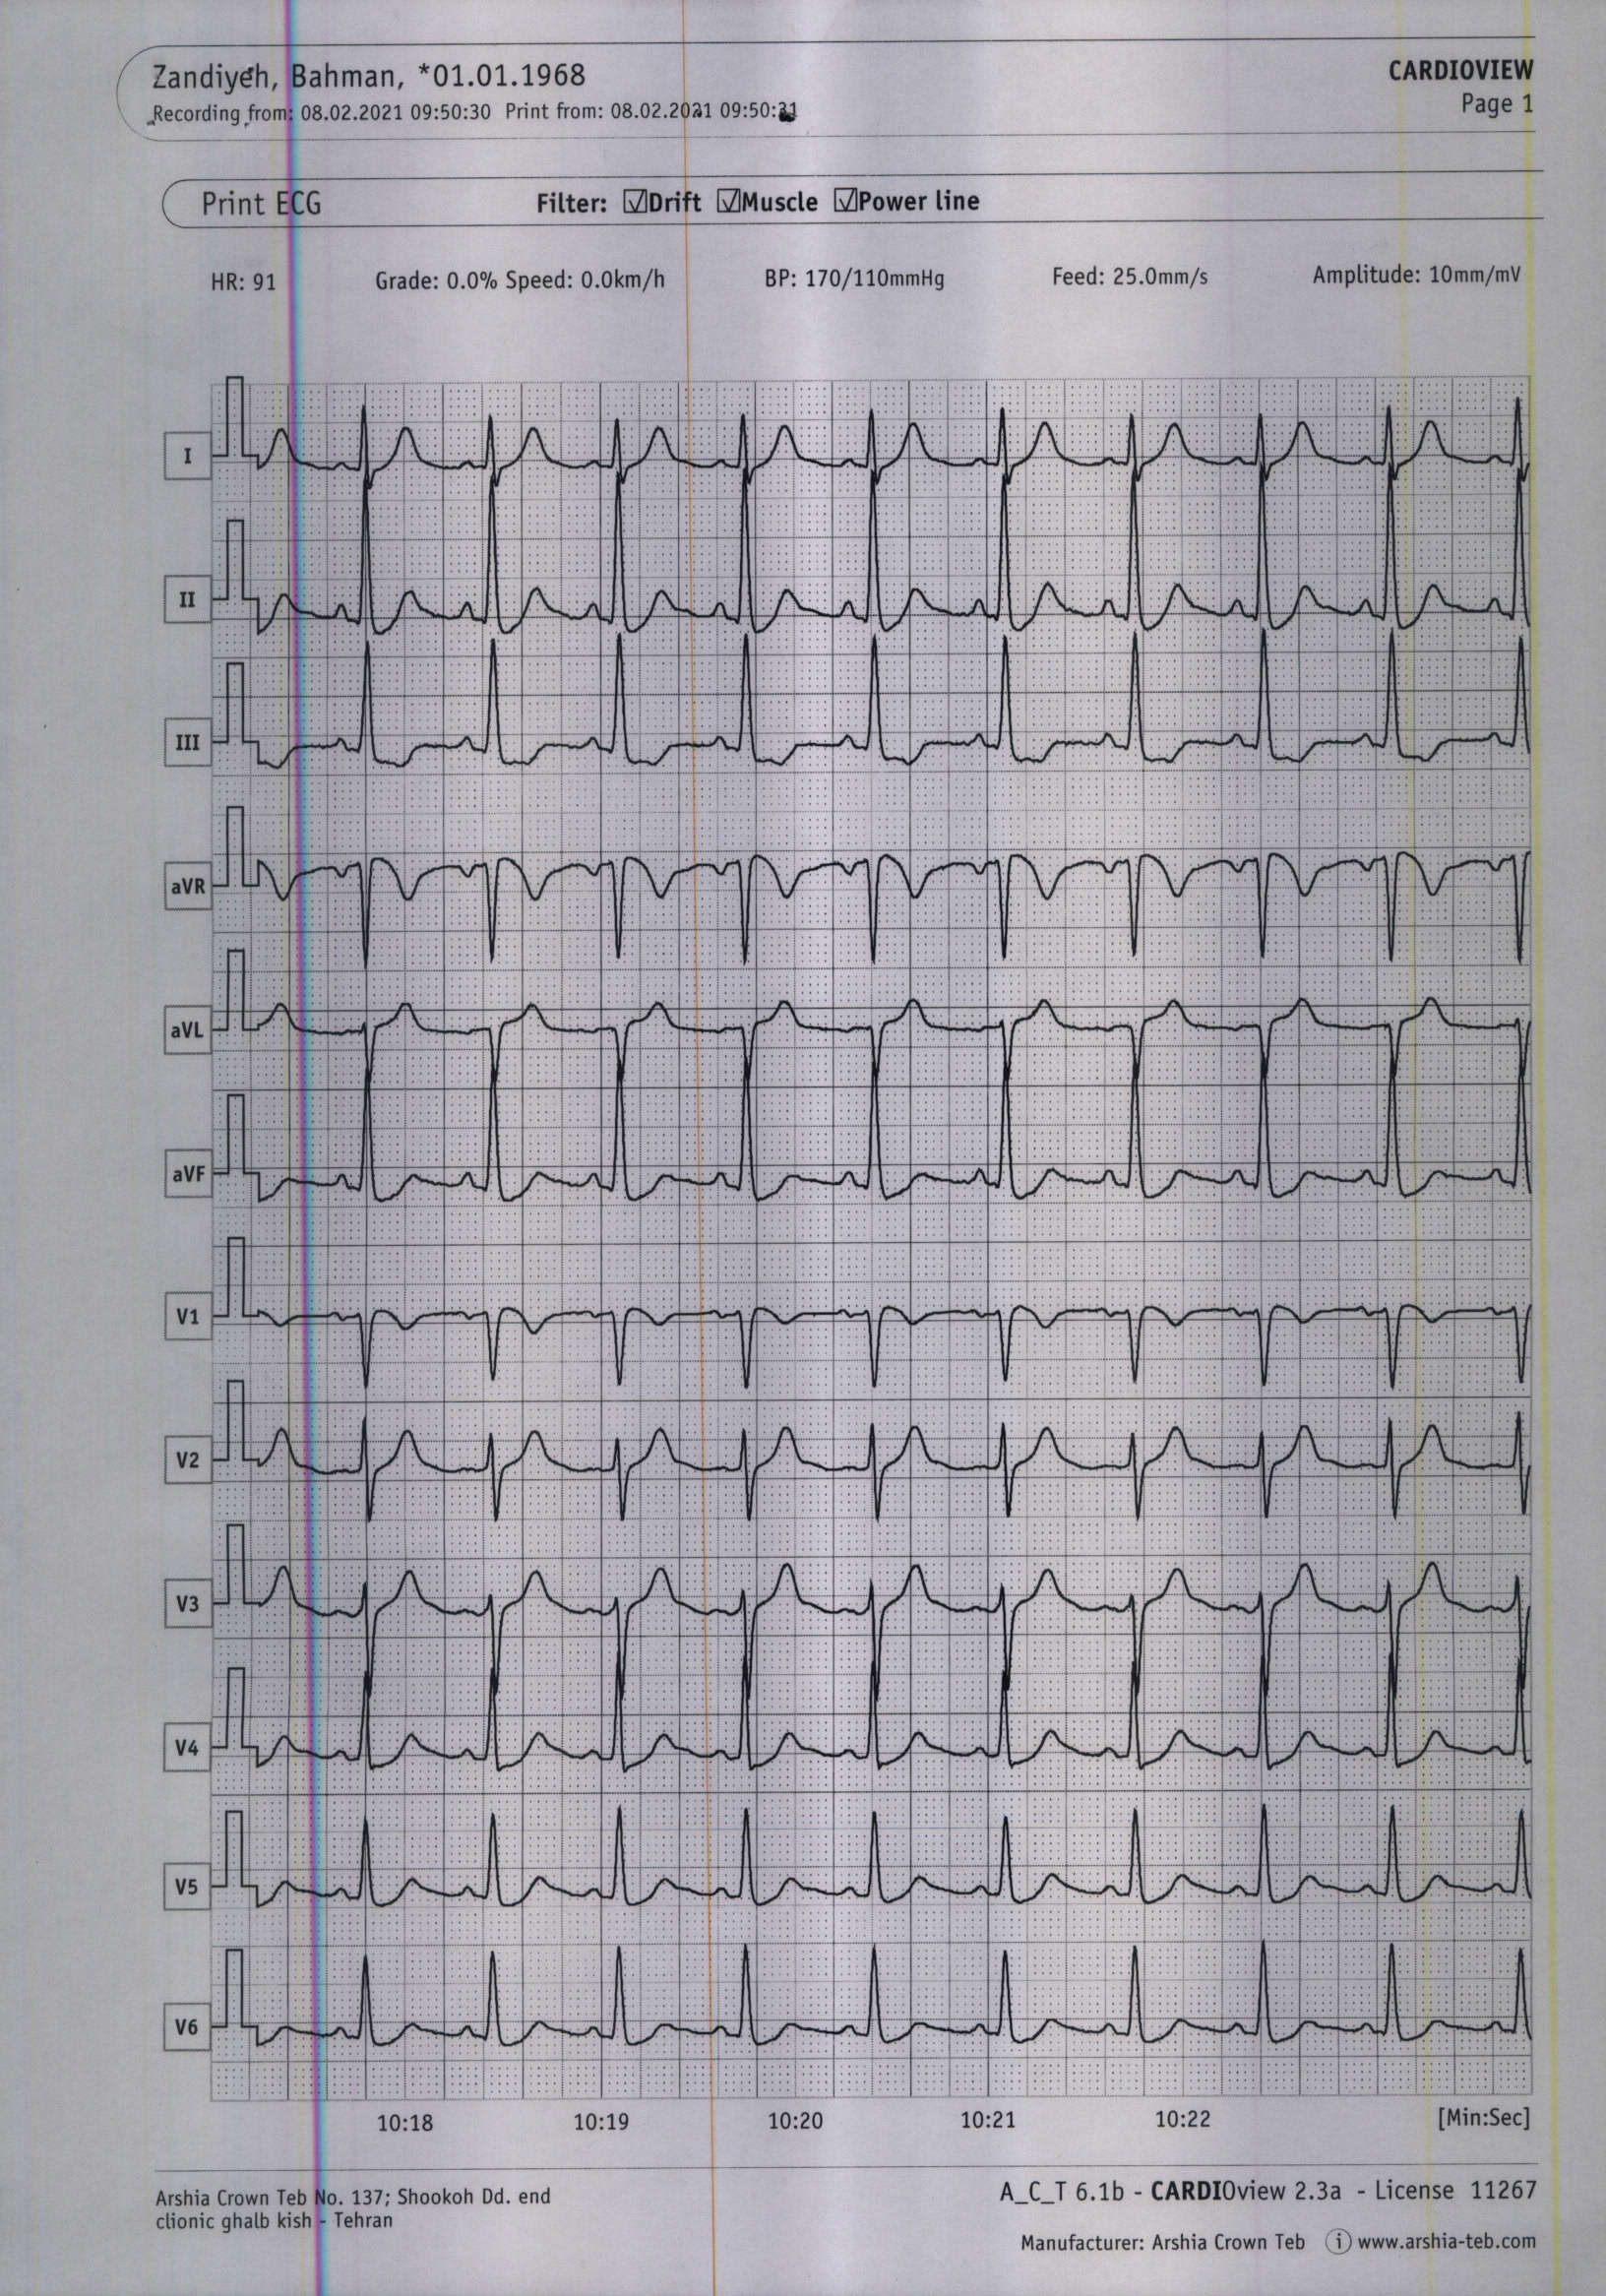 Zandiyeh, Bahman, *01.01.1968
CARDIOVIEW
Recording from: 08.02.2021 09:50:30 Print from: 08.02.2021 09:50:31
Page 1
Print ECG
Filter: ☑Drift ☑Muscle ☑Power line
HR: 91
Grade: 0.0% Speed: 0.0km/h
BP: 170/110mmHg
Feed: 25.0mm/s
Amplitude: 10mm/mV
I
II
III
aVR
aVL
aVF
V1
V2
V3
V4
V5
V6
10:18
10:19
10:20
10:21
10:22
[Min:Sec]
Arshia Crown Teb No. 137; Shookoh Dd. end
clionic ghalb kish - Tehran
A_C_T 6.1b - CARDIOview 2.3a - License 11267
Manufacturer: Arshia Crown Teb ⓘ www.arshia-teb.com